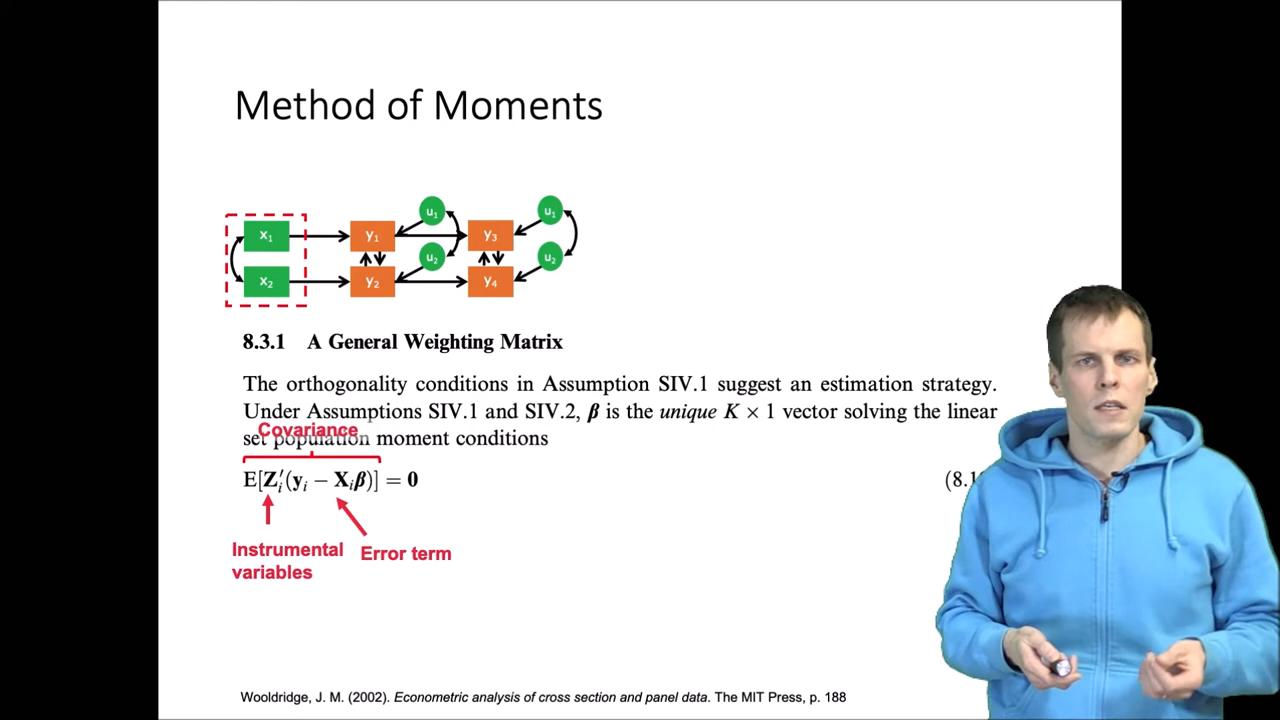 Method of Moments
x₁ y₁ u₁ y₃ u₁
x₂ y₂ u₂ y₄ u₂
8.3.1 A General Weighting Matrix
The orthogonality conditions in Assumption SIV.1 suggest an estimation strategy.
Under Assumptions SIV.1 and SIV.2, β is the unique K × 1 vector solving the linear
Covariance
set population moment conditions
E[Z′ᵢ(yᵢ − Xᵢβ)] = 0
Instrumental
variables
Error term
Wooldridge, J. M. (2002). Econometric analysis of cross section and panel data. The MIT Press, p. 188